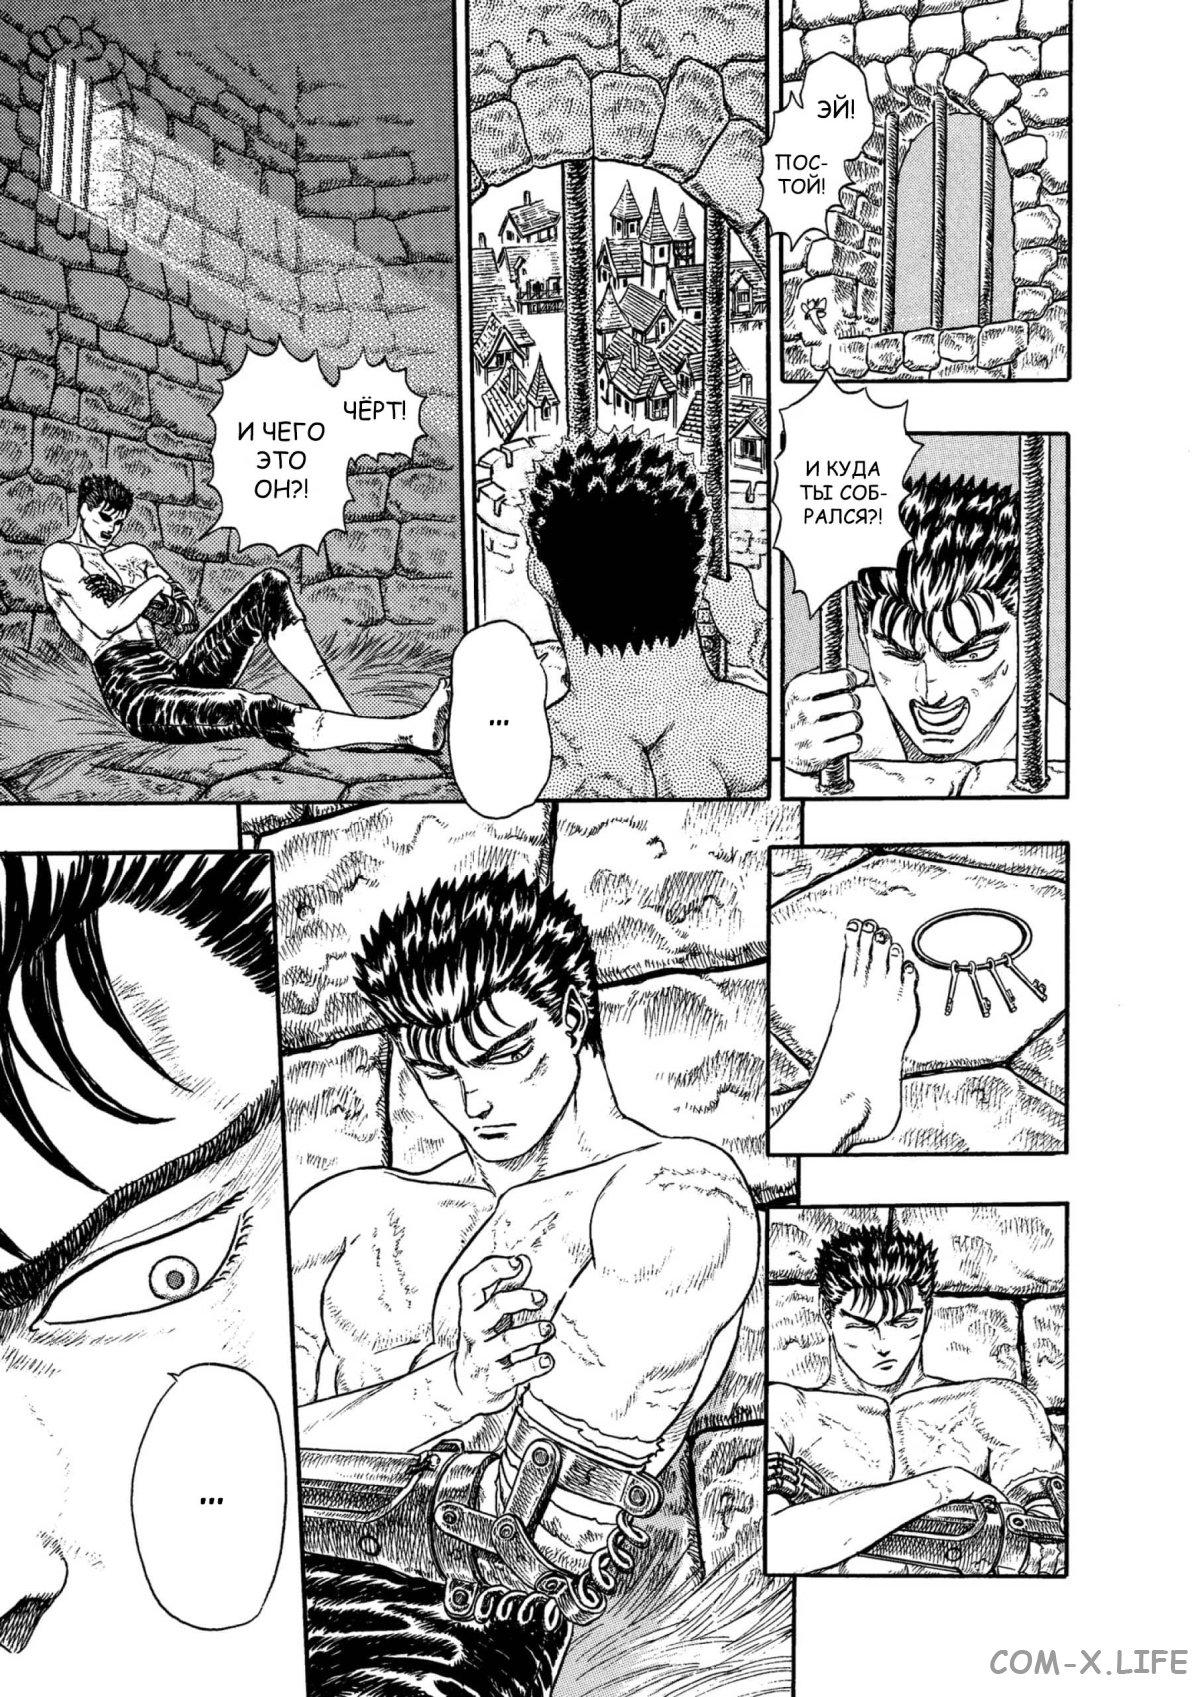 ЭЙ!
ПОС-
ТОЙ!
И КУДА
ТЫ СОБ-
РАЛСЯ?!
...
ЧЁРТ!
И ЧЕГО
ЭТО
ОН?!
...
COM-X.LIFE